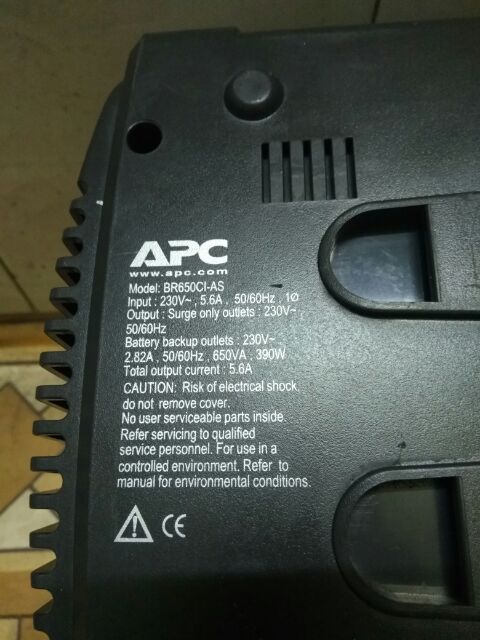 APC
www.apc.com
Model: BR650CI-AS
Input : 230V~ , 5.6A , 50/60Hz , 1Ø
Output : Surge only outlets : 230V~
50/60Hz
Battery backup outlets : 230V~ ,
2.82A , 50/60Hz , 650VA , 390W
Total output current : 5.6A
CAUTION: Risk of electrical shock,
do not remove cover.
No user serviceable parts inside.
Refer servicing to qualified
service personnel. For use in a
controlled environment. Refer to
manual for environmental conditions.
CE